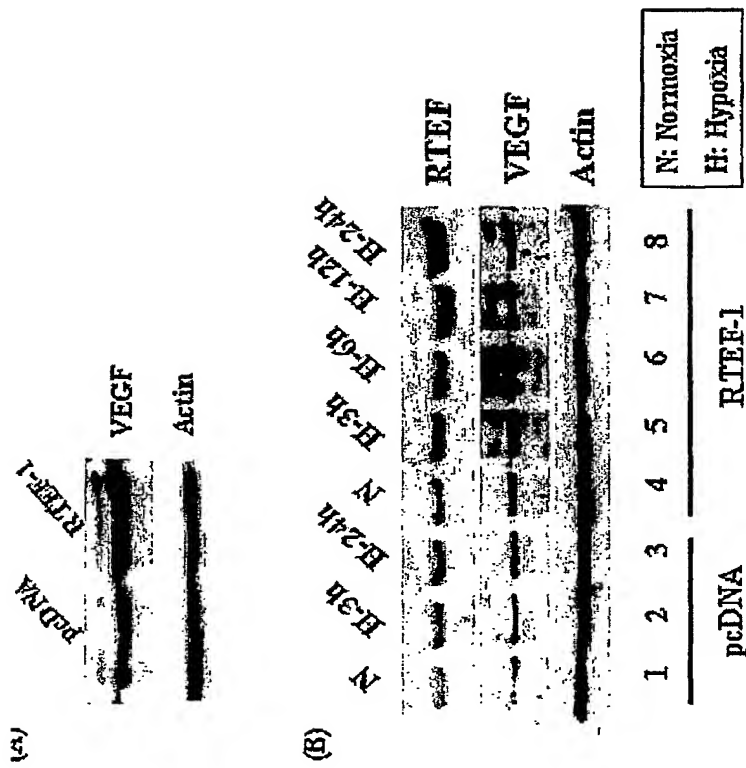 pcDNA RTEF-1
VEGF
Actin
(B)
N H-3h H-24h N H-3h H-6h H-12h H-24h
RTEF
VEGF
Actin
1 2 3 4 5 6 7 8
pcDNA RTEF-1
N: Normoxia
H: Hypoxia